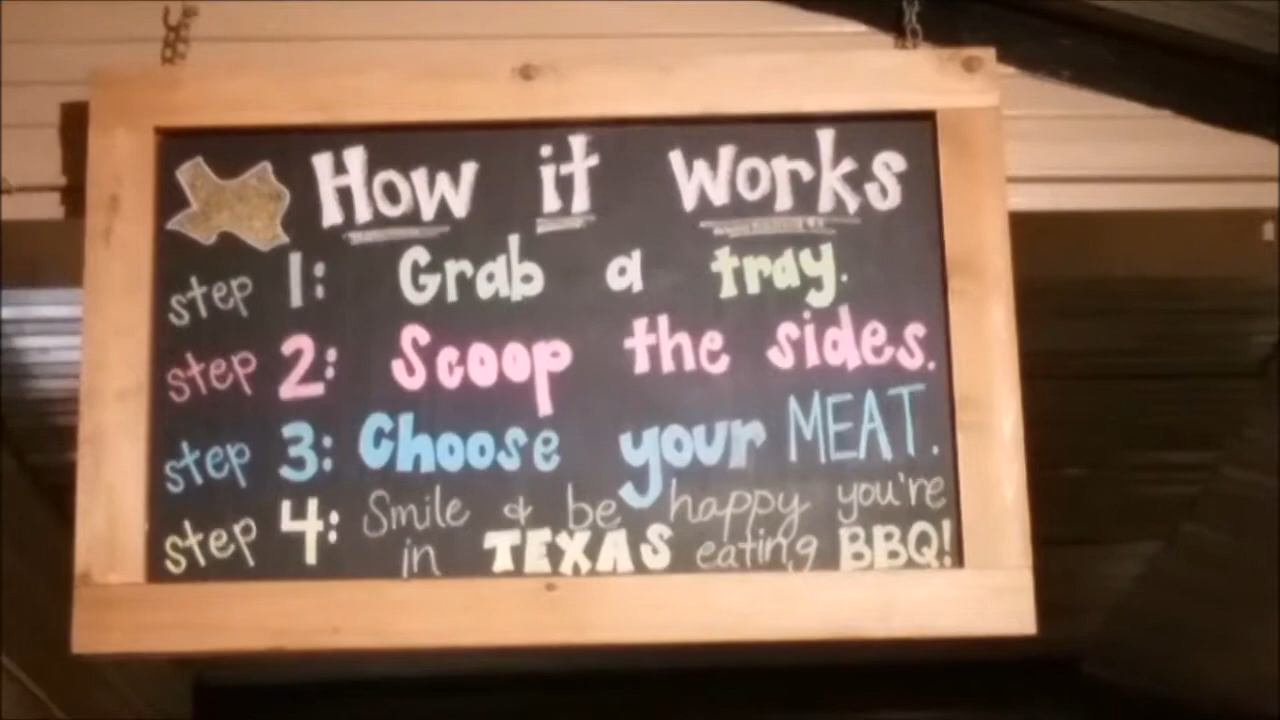 How it works
step 1: Grab a tray.
step 2: Scoop the sides.
step 3: Choose your MEAT.
step 4: Smile & be happy you're
in TEXAS eating BBQ!